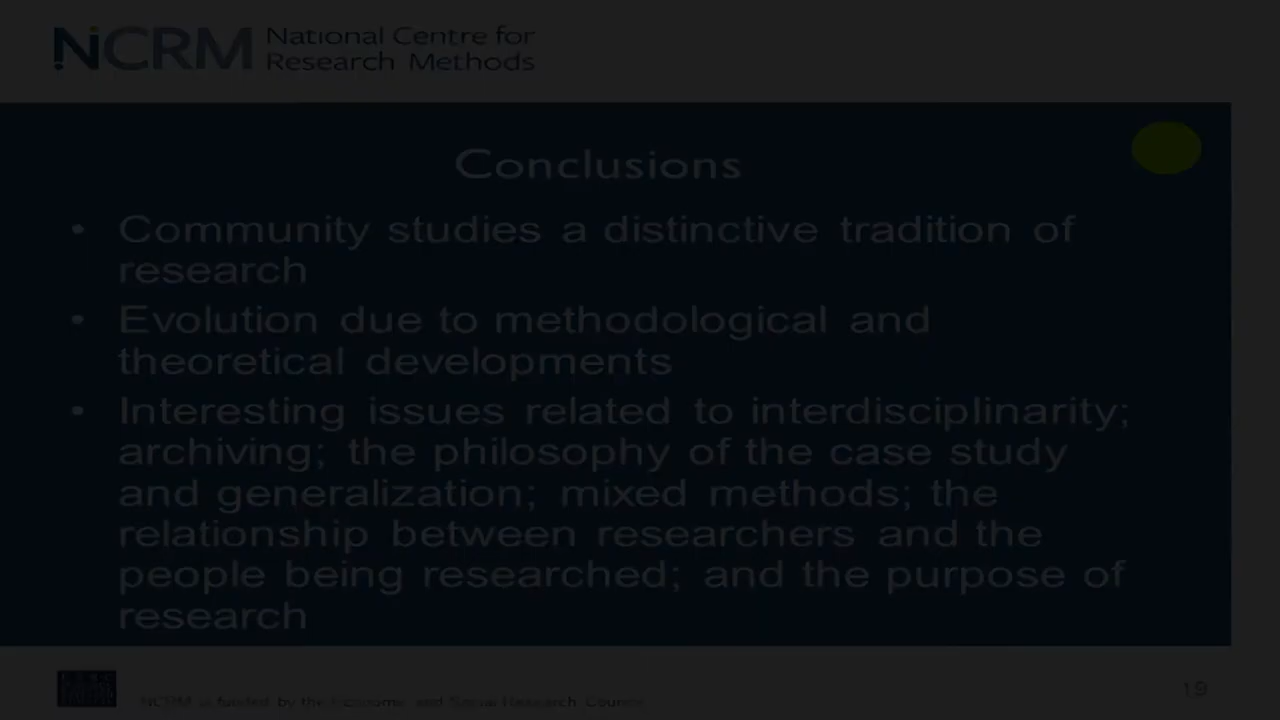 NCRM National Centre for
Research Methods
Conclusions
• Community studies a distinctive tradition of
research
• Evolution due to methodological and
theoretical developments
• Interesting issues related to interdisciplinarity;
archiving; the philosophy of the case study
and generalization; mixed methods; the
relationship between researchers and the
people being researched; and the purpose of
research
NCRM is funded by the Economic and Social Research Council
19